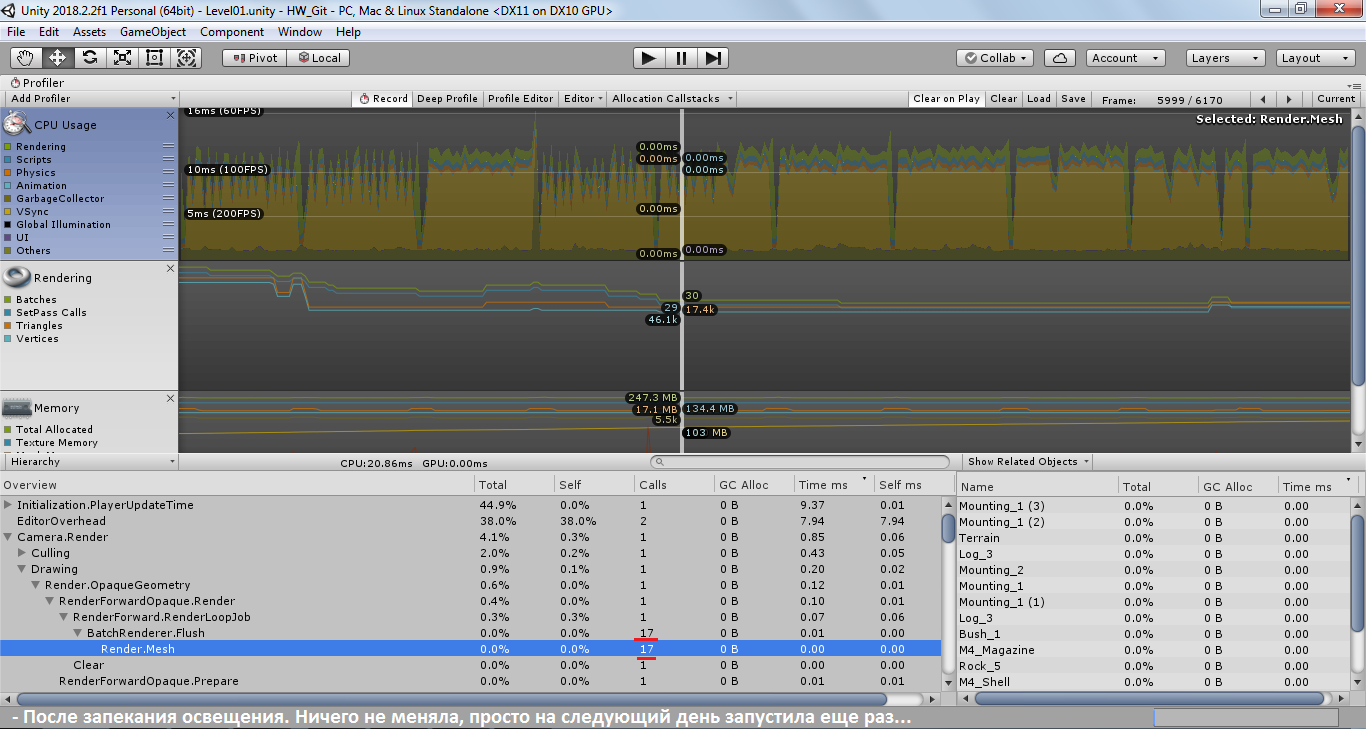 Unity 2018.2.2f1 Personal (64bit) - Level01.unity - HW_Git - PC, Mac & Linux Standalone <DX11 on DX10 GPU>
File Edit Assets GameObject Component Window Help
Pivot Local Collab Account Layers Layout
Profiler
Add Profiler Record Deep Profile Profile Editor Editor Allocation Callstacks Clear on Play Clear Load Save Frame: 5999 / 6170 Current
CPU Usage
Rendering
Scripts
Physics
Animation
GarbageCollector
VSync
Global Illumination
UI
Others
16ms (60FPS)
10ms (100FPS)
5ms (200FPS)
Selected: Render.Mesh
0.00ms
0.00ms 0.00ms
0.00ms
0.00ms
0.00ms 0.00ms
Rendering
Batches
SetPass Calls
Triangles
Vertices
30
29 17.4k
46.1k
Memory
Total Allocated
Texture Memory
247.3 MB
17.1 MB 134.4 MB
5.5k
103 MB
Hierarchy CPU:20.86ms GPU:0.00ms Show Related Objects
Overview Total Self Calls GC Alloc Time ms Self ms
Initialization.PlayerUpdateTime 44.9% 0.0% 1 0 B 9.37 0.01
EditorOverhead 38.0% 38.0% 2 0 B 7.94 7.94
Camera.Render 4.1% 0.3% 1 0 B 0.85 0.06
Culling 2.0% 0.2% 1 0 B 0.43 0.05
Drawing 0.9% 0.1% 1 0 B 0.20 0.02
Render.OpaqueGeometry 0.6% 0.0% 1 0 B 0.12 0.01
RenderForwardOpaque.Render 0.4% 0.0% 1 0 B 0.10 0.01
RenderForward.RenderLoopJob 0.3% 0.3% 1 0 B 0.07 0.06
BatchRenderer.Flush 0.0% 0.0% 17 0 B 0.01 0.00
Render.Mesh 0.0% 0.0% 17 0 B 0.00 0.00
Clear 0.0% 0.0% 1 0 B 0.00 0.00
RenderForwardOpaque.Prepare 0.0% 0.0% 1 0 B 0.01 0.01
Name Total GC Alloc Time ms
Mounting_1 (3) 0.0% 0 B 0.00
Mounting_1 (2) 0.0% 0 B 0.00
Terrain 0.0% 0 B 0.00
Log_3 0.0% 0 B 0.00
Mounting_2 0.0% 0 B 0.00
Mounting_1 0.0% 0 B 0.00
Mounting_1 (1) 0.0% 0 B 0.00
Log_3 0.0% 0 B 0.00
Bush_1 0.0% 0 B 0.00
M4_Magazine 0.0% 0 B 0.00
Rock_5 0.0% 0 B 0.00
M4_Shell 0.0% 0 B 0.00
- После запекания освещения. Ничего не меняла, просто на следующий день запустила еще раз...